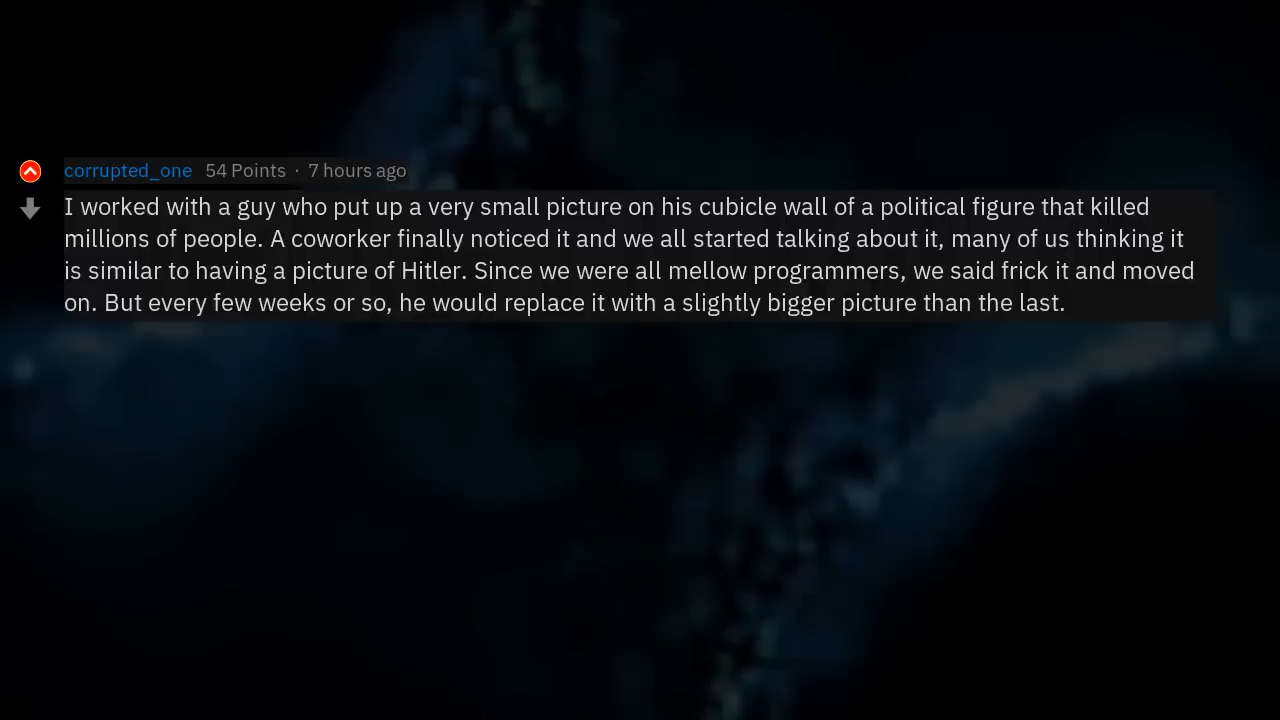 corrupted_one 54 Points · 7 hours ago
I worked with a guy who put up a very small picture on his cubicle wall of a political figure that killed
millions of people. A coworker finally noticed it and we all started talking about it, many of us thinking it
is similar to having a picture of Hitler. Since we were all mellow programmers, we said frick it and moved
on. But every few weeks or so, he would replace it with a slightly bigger picture than the last.